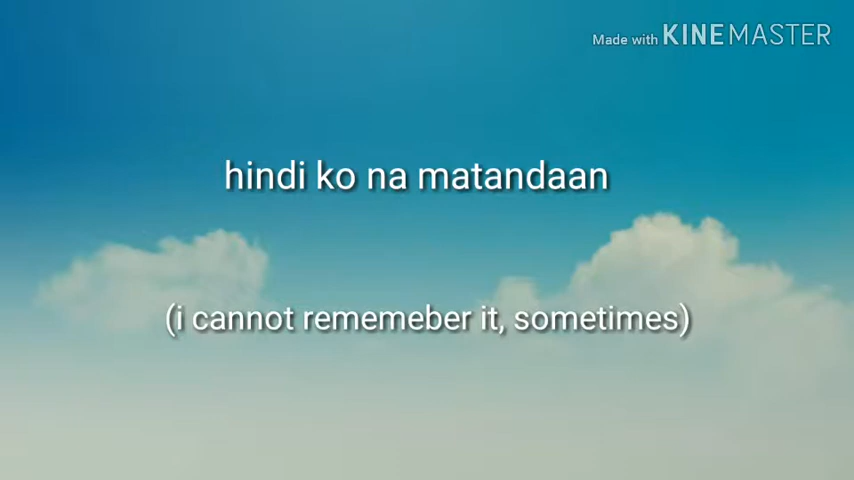 Made with KINEMASTER
hindi ko na matandaan
(i cannot rememeber it, sometimes)